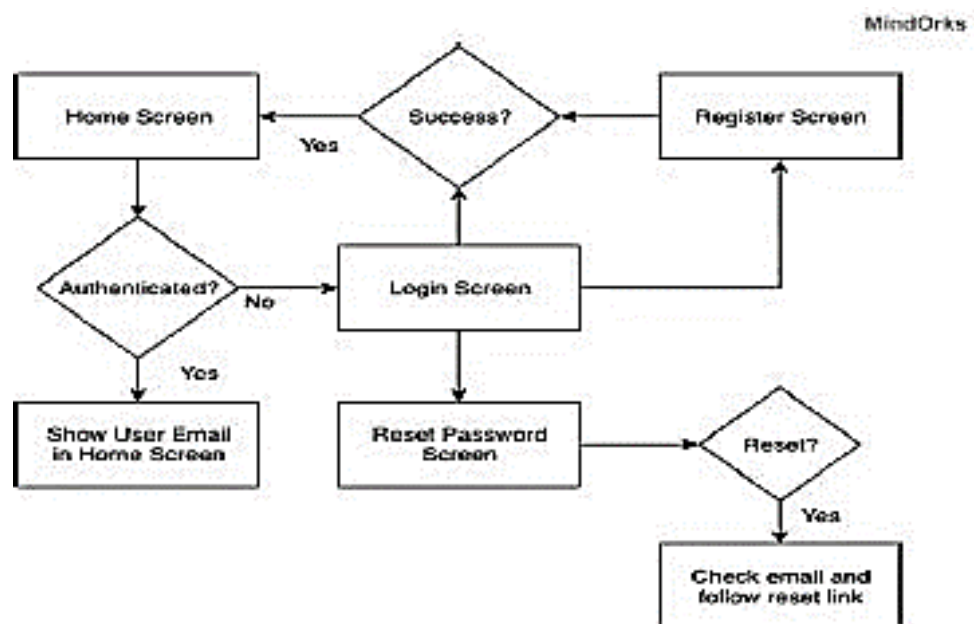 MindOrks
Home Screen
Success?
Register Screen
Yes
Authenticated?
No
Login Screen
Yes
Show User Email
in Home Screen
Reset Password
Screen
Reset?
Yes
Check email and
follow reset link